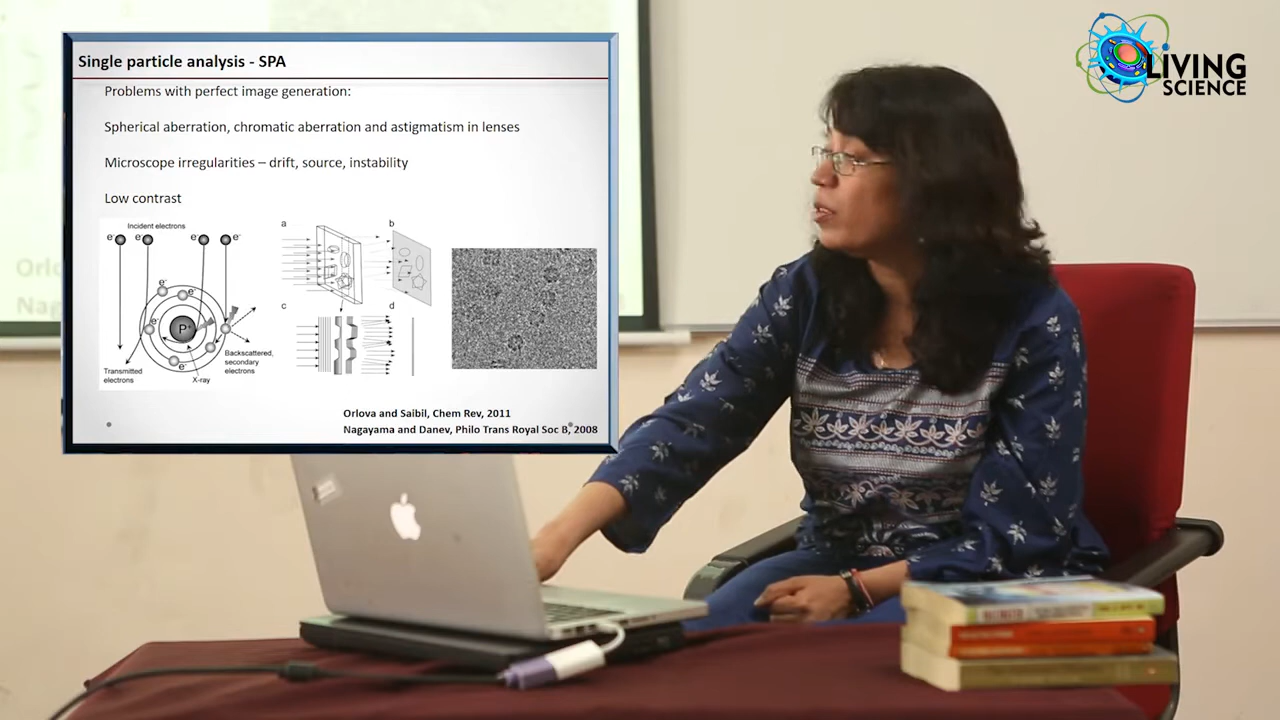 Single particle analysis - SPA
Problems with perfect image generation:
Spherical aberration, chromatic aberration and astigmatism in lenses
Microscope irregularities – drift, source, instability
Low contrast
Incident electrons
e- e- e- e-
e-
e-
e-
P+
e-
Transmitted
electrons
X-ray
Backscattered,
secondary
electrons
a
b
c
d
Orlova and Saibil, Chem Rev, 2011
Nagayama and Danev, Philo Trans Royal Soc B, 2008
LIVING
SCIENCE
Orlo
Naga